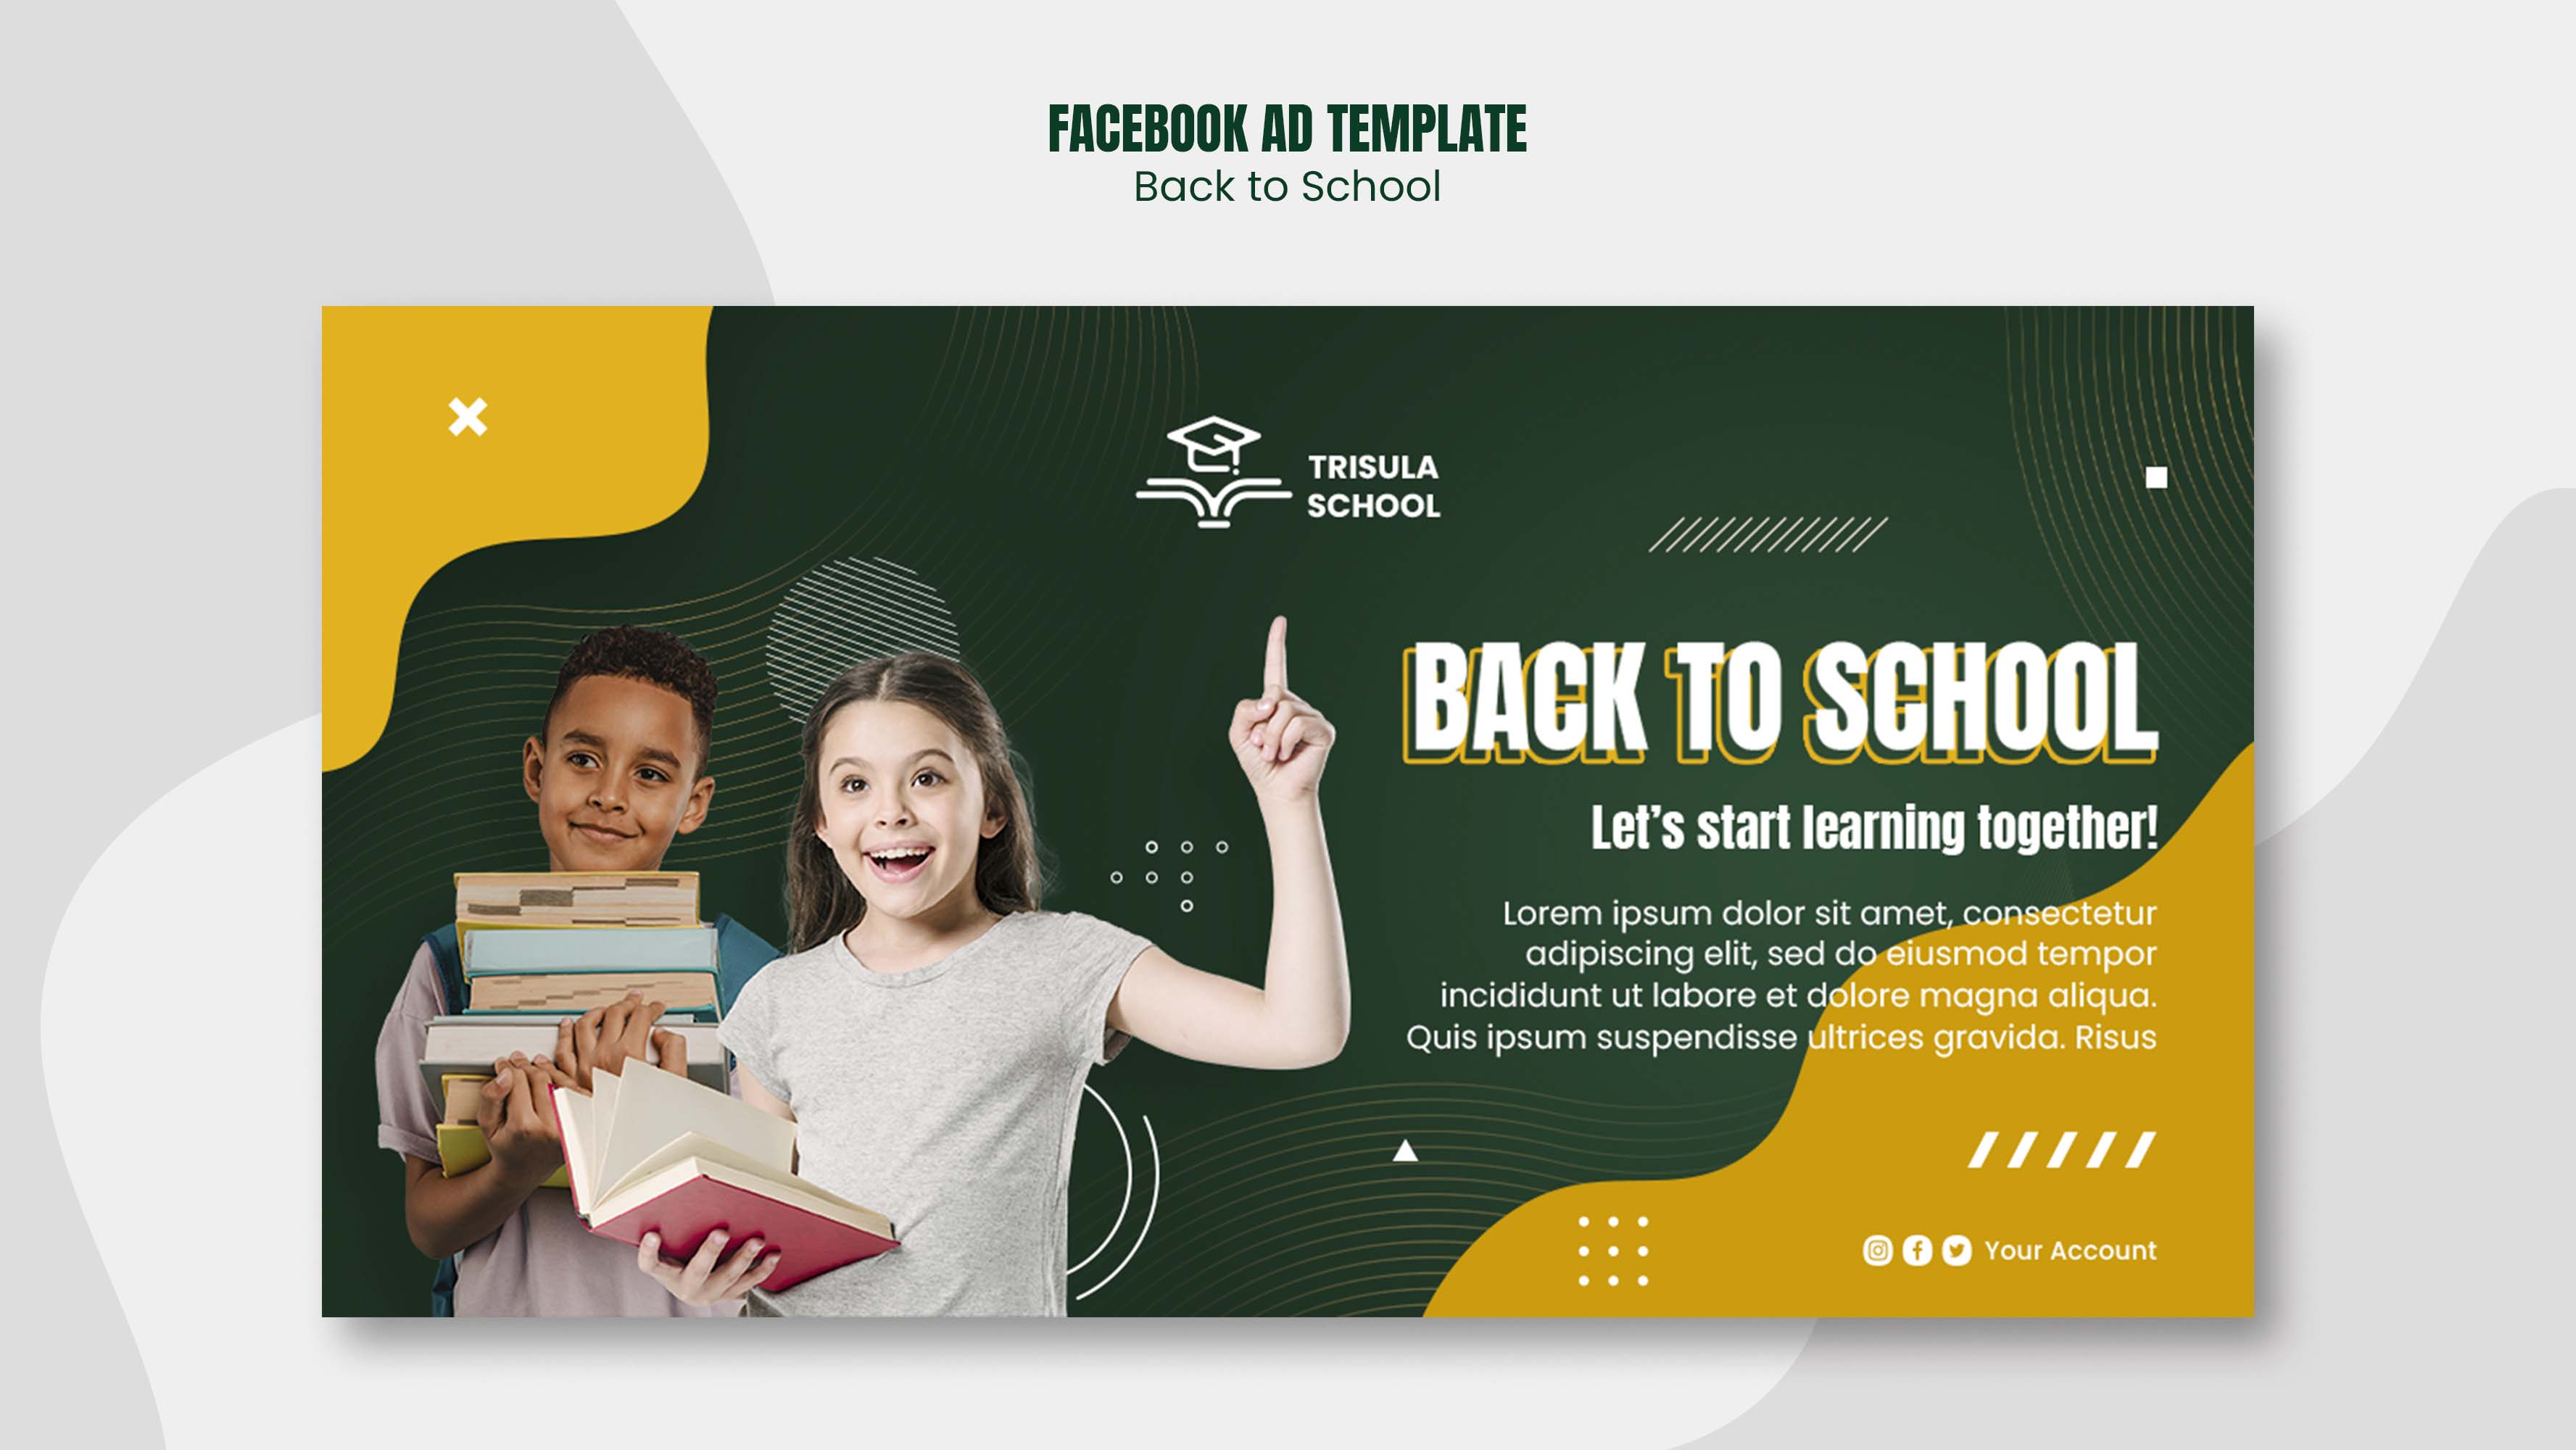 FACEBOOK AD TEMPLATE
Back to School
TRISULA
SCHOOL
BACK TO SCHOOL
Let’s start learning together!
Lorem ipsum dolor sit amet, consectetur
adipiscing elit, sed do eiusmod tempor
incididunt ut labore et dolore magna aliqua.
Quis ipsum suspendisse ultrices gravida. Risus
Your Account